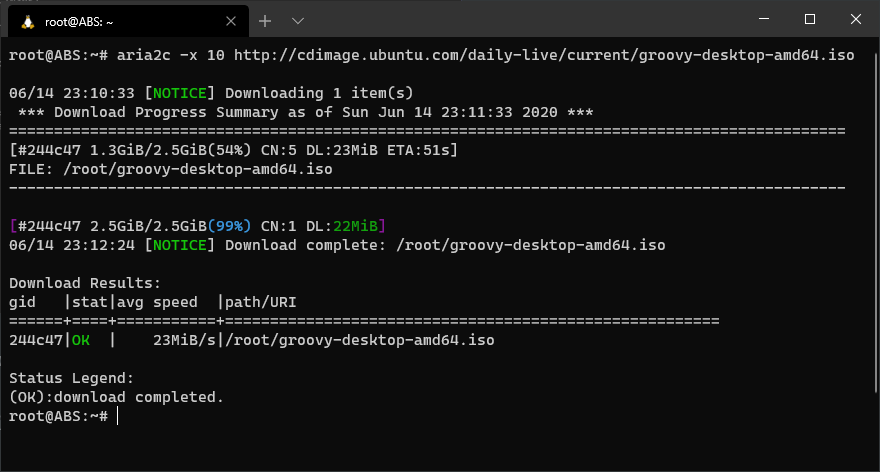 root@ABS: ~
root@ABS:~# aria2c -x 10 http://cdimage.ubuntu.com/daily-live/current/groovy-desktop-amd64.iso
06/14 23:10:33 [NOTICE] Downloading 1 item(s)
 *** Download Progress Summary as of Sun Jun 14 23:11:33 2020 ***
=============================================================================================
[#244c47 1.3GiB/2.5GiB(54%) CN:5 DL:23MiB ETA:51s]
FILE: /root/groovy-desktop-amd64.iso
---------------------------------------------------------------------------------------------
[#244c47 2.5GiB/2.5GiB(99%) CN:1 DL:22MiB]
06/14 23:12:24 [NOTICE] Download complete: /root/groovy-desktop-amd64.iso
Download Results:
gid   |stat|avg speed  |path/URI
======+====+===========+=======================================================
244c47|OK  |    23MiB/s|/root/groovy-desktop-amd64.iso
Status Legend:
(OK):download completed.
root@ABS:~#